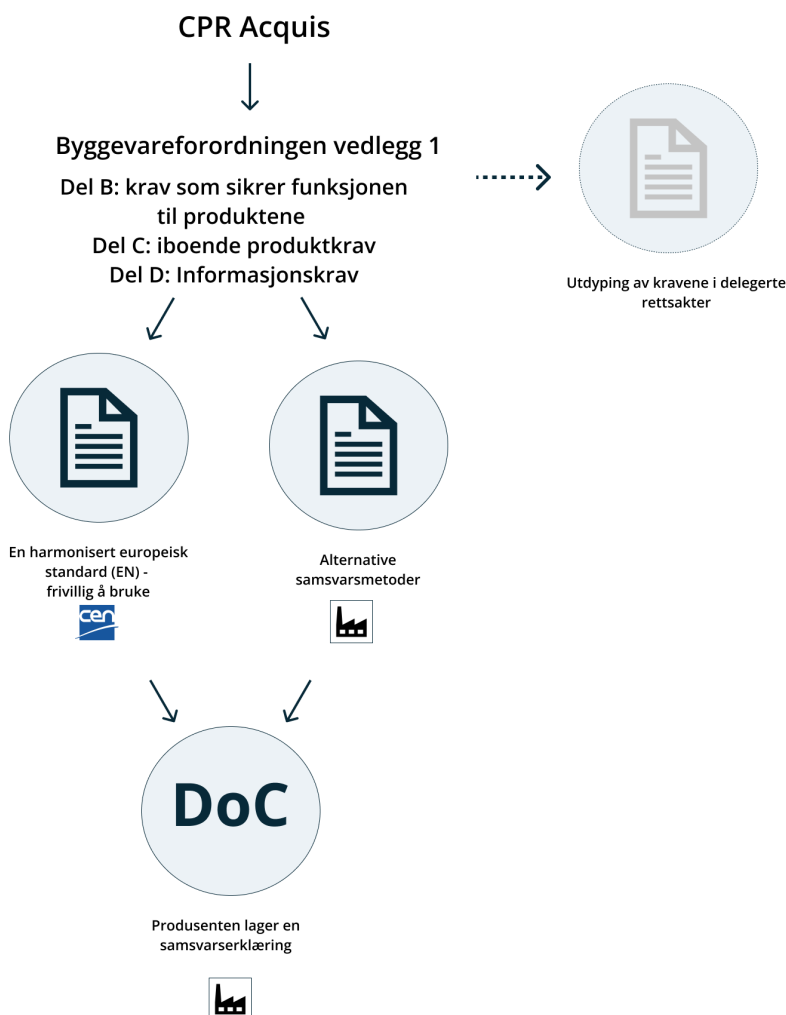 CPR Acquis
Byggevareforordningen vedlegg 1
Del B: krav som sikrer funksjonen
til produktene
Del C: iboende produktkrav
Del D: Informasjonskrav
Utdyping av kravene i delegerte
rettsakter
En harmonisert europeisk
standard (EN) -
frivillig å bruke
cen
Alternative
samsvarsmetoder
DoC
Produsenten lager en
samsvarserklæring